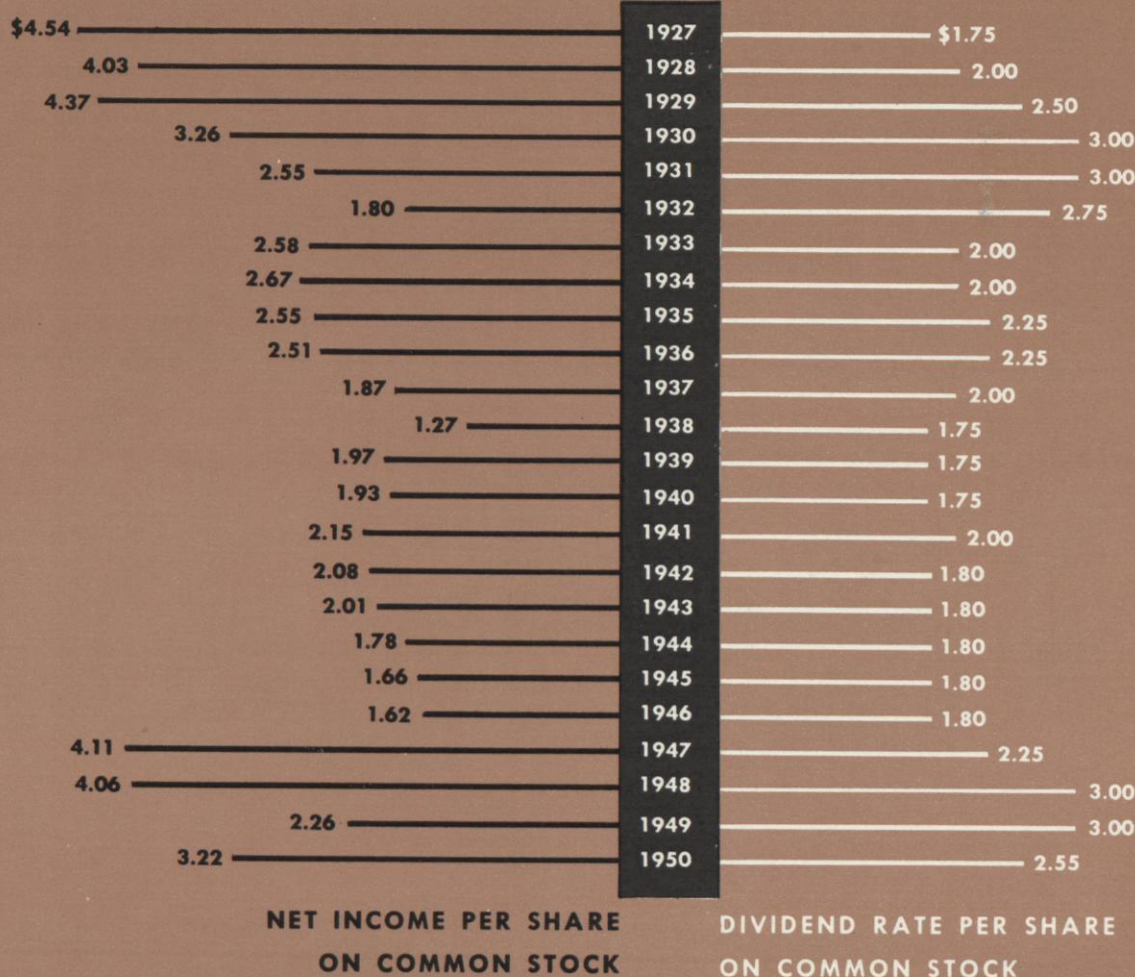 $4.54 1927 $1.75
4.03 1928 2.00
4.37 1929 2.50
3.26 1930 3.00
2.55 1931 3.00
1.80 1932 2.75
2.58 1933 2.00
2.67 1934 2.00
2.55 1935 2.25
2.51 1936 2.25
1.87 1937 2.00
1.27 1938 1.75
1.97 1939 1.75
1.93 1940 1.75
2.15 1941 2.00
2.08 1942 1.80
2.01 1943 1.80
1.78 1944 1.80
1.66 1945 1.80
1.62 1946 1.80
4.11 1947 2.25
4.06 1948 3.00
2.26 1949 3.00
3.22 1950 2.55
NET INCOME PER SHARE
ON COMMON STOCK
DIVIDEND RATE PER SHARE
ON COMMON STOCK